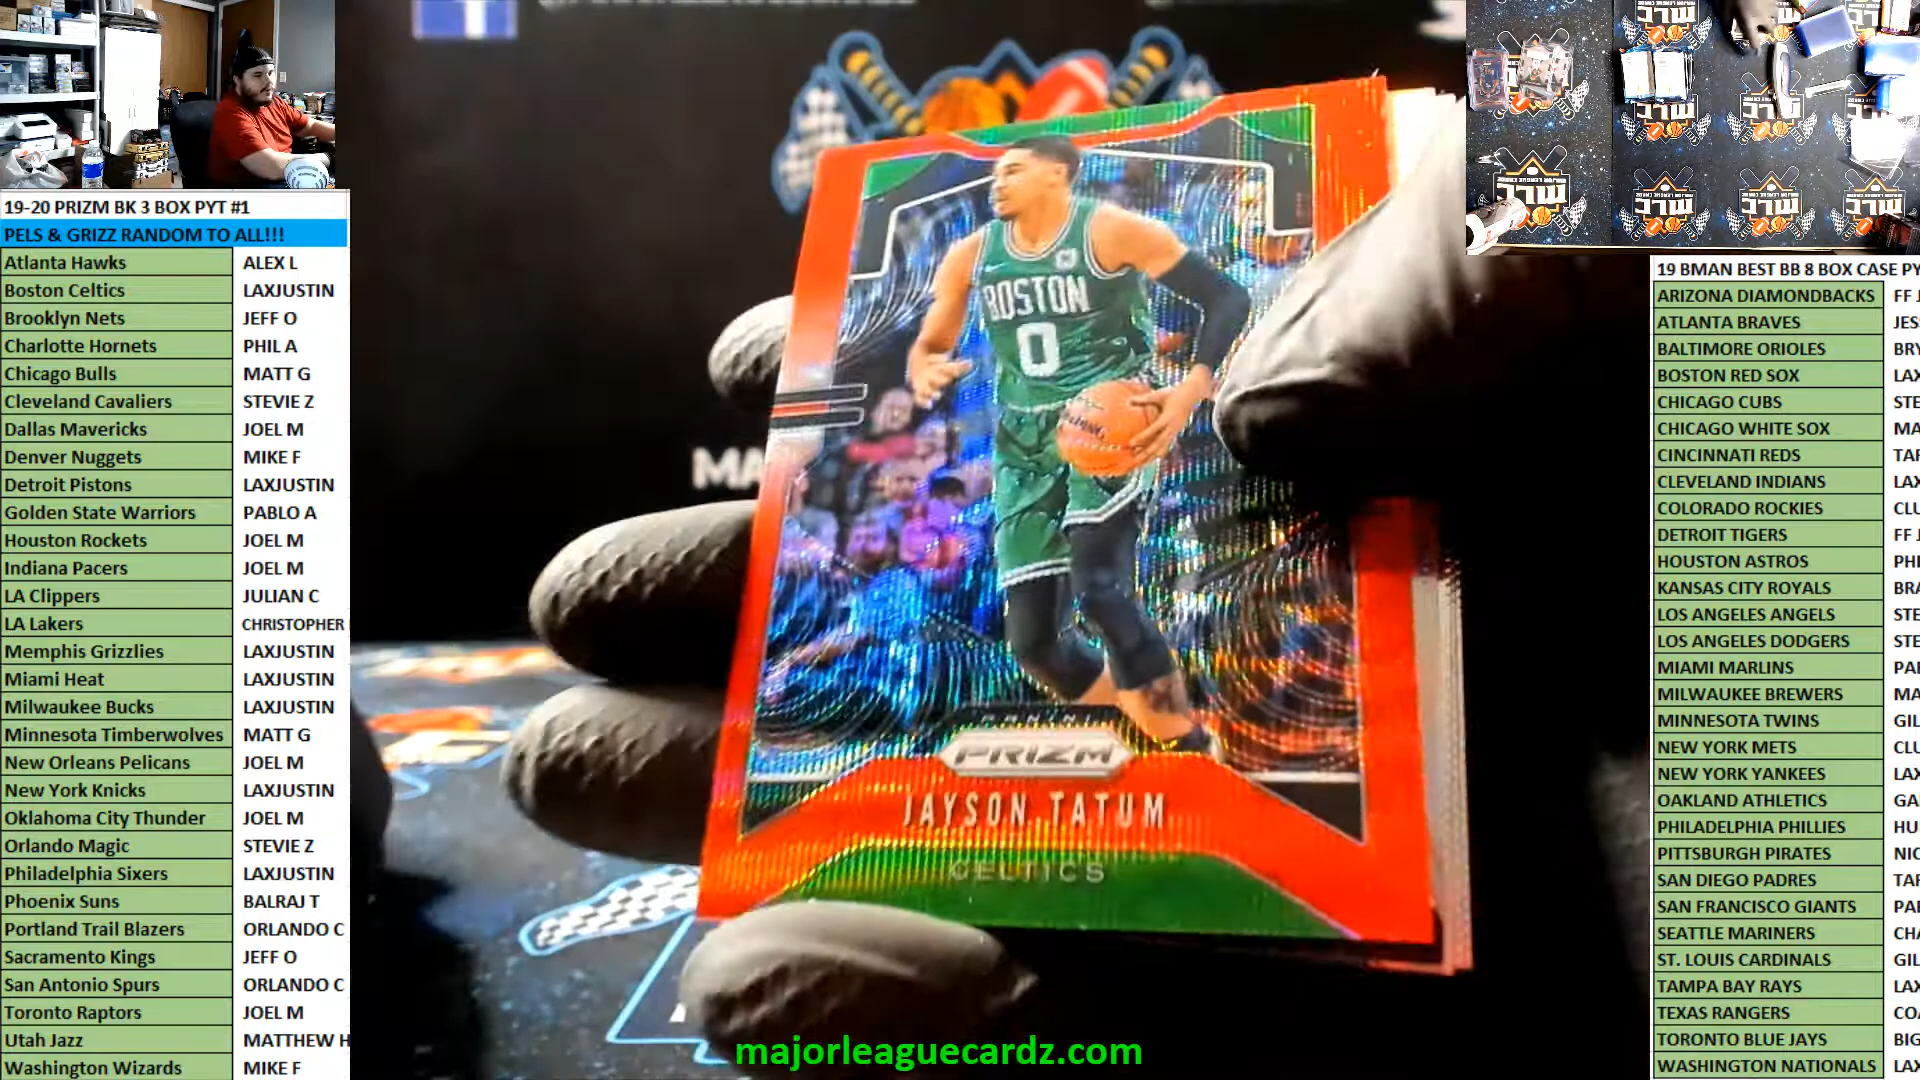 19-20 PRIZM BK 3 BOX PYT #1
PELS & GRIZZ RANDOM TO ALL!!!
Atlanta Hawks ALEX L
Boston Celtics LAXJUSTIN
Brooklyn Nets JEFF O
Charlotte Hornets PHIL A
Chicago Bulls MATT G
Cleveland Cavaliers STEVIE Z
Dallas Mavericks JOEL M
Denver Nuggets MIKE F
Detroit Pistons LAXJUSTIN
Golden State Warriors PABLO A
Houston Rockets JOEL M
Indiana Pacers JOEL M
LA Clippers JULIAN C
LA Lakers CHRISTOPHER
Memphis Grizzlies LAXJUSTIN
Miami Heat LAXJUSTIN
Milwaukee Bucks LAXJUSTIN
Minnesota Timberwolves MATT G
New Orleans Pelicans JOEL M
New York Knicks LAXJUSTIN
Oklahoma City Thunder JOEL M
Orlando Magic STEVIE Z
Philadelphia Sixers LAXJUSTIN
Phoenix Suns BALRAJ T
Portland Trail Blazers ORLANDO C
Sacramento Kings JEFF O
San Antonio Spurs ORLANDO C
Toronto Raptors JOEL M
Utah Jazz MATTHEW H
Washington Wizards MIKE F
MA
BOSTON
0
PANINI
PRIZM
JAYSON TATUM
CELTICS
majorleaguecardz.com
19 BMAN BEST BB 8 BOX CASE PY
ARIZONA DIAMONDBACKS FF J
ATLANTA BRAVES JES
BALTIMORE ORIOLES BRY
BOSTON RED SOX LAX
CHICAGO CUBS STE
CHICAGO WHITE SOX MA
CINCINNATI REDS TAR
CLEVELAND INDIANS LAX
COLORADO ROCKIES CLU
DETROIT TIGERS FF J
HOUSTON ASTROS PHI
KANSAS CITY ROYALS BRA
LOS ANGELES ANGELS STE
LOS ANGELES DODGERS STE
MIAMI MARLINS PAB
MILWAUKEE BREWERS MA
MINNESOTA TWINS GIL
NEW YORK METS CLU
NEW YORK YANKEES LAX
OAKLAND ATHLETICS GA
PHILADELPHIA PHILLIES HU
PITTSBURGH PIRATES NIC
SAN DIEGO PADRES TAR
SAN FRANCISCO GIANTS PAB
SEATTLE MARINERS CHA
ST. LOUIS CARDINALS GIL
TAMPA BAY RAYS LAX
TEXAS RANGERS COA
TORONTO BLUE JAYS BIG
WASHINGTON NATIONALS LAX